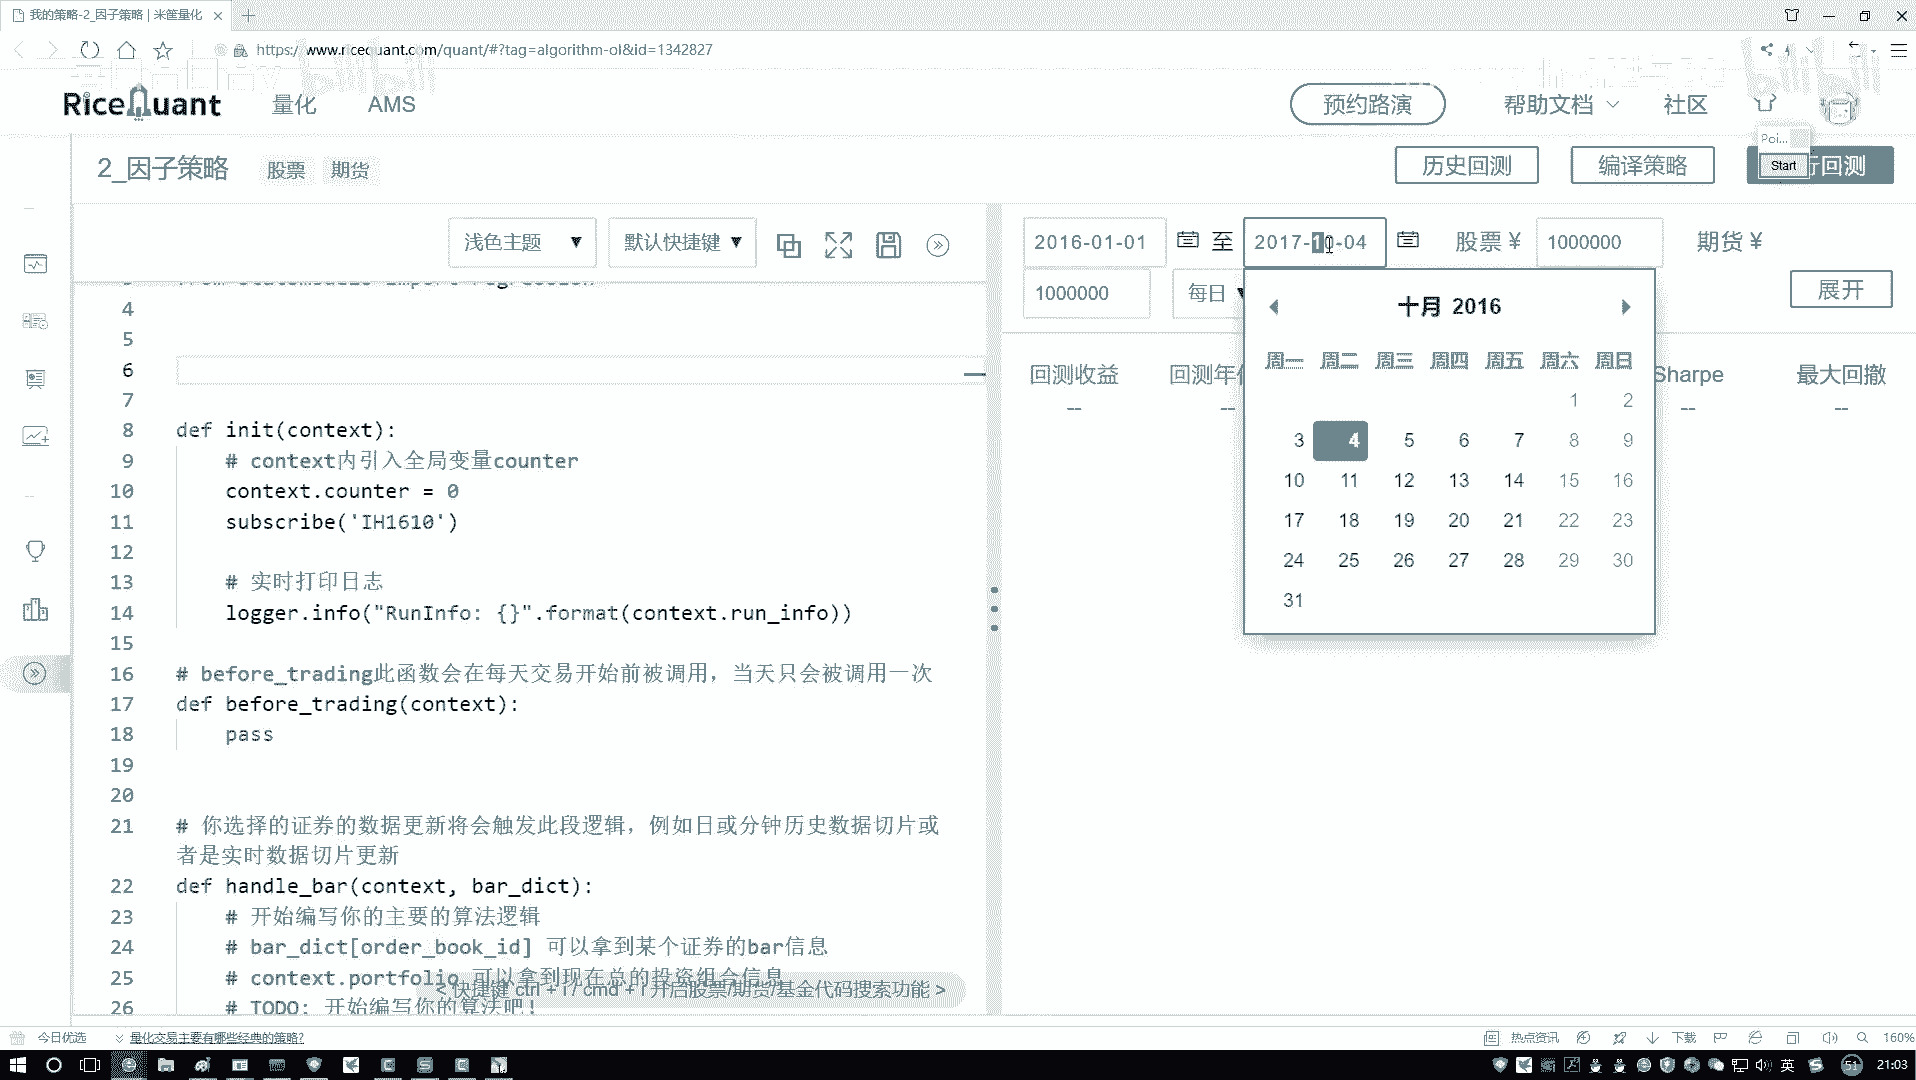 我的策略-2_因子策略 | 米筐量化
https://www.ricequant.com/quant/#?tag=algorithm-ol&id=1342827
bilibili
bilibili
RiceQuant 量化 AMS 预约路演 帮助文档 社区
Poi...
2_因子策略 股票 期货 历史回测 编译策略 Start 行回测
浅色主题 ▼ 默认快捷键 ▼
2016-01-01 至 2017-10-04 股票 ¥ 1000000 期货 ¥
1000000 每日 展开
十月 2016
周一 周二 周三 周四 周五 周六 周日
1 2
3 4 5 6 7 8 9
10 11 12 13 14 15 16
17 18 19 20 21 22 23
24 25 26 27 28 29 30
31
回测收益 回测年 Sharpe 最大回撤
-- -- -- --
4
5
6
7
8 def init(context):
9 # context内引入全局变量counter
10 context.counter = 0
11 subscribe('IH1610')
12
13 # 实时打印日志
14 logger.info("RunInfo: {}".format(context.run_info))
15
16 # before_trading此函数会在每天交易开始前被调用，当天只会被调用一次
17 def before_trading(context):
18 pass
19
20
21 # 你选择的证券的数据更新将会触发此段逻辑，例如日或分钟历史数据切片或
者是实时数据切片更新
22 def handle_bar(context, bar_dict):
23 # 开始编写你的主要的算法逻辑
24 # bar_dict[order_book_id] 可以拿到某个证券的bar信息
25 # context.portfolio 可以拿到现在总的投资组合信息
< 快捷键 ctrl + i / cmd + i 开启股票/期货/基金代码搜索功能 >
26 # TODO: 开始编写你的算法吧!
今日优选 量化交易主要有哪些经典的策略? 热点资讯 下载 160%
英 51 21:03